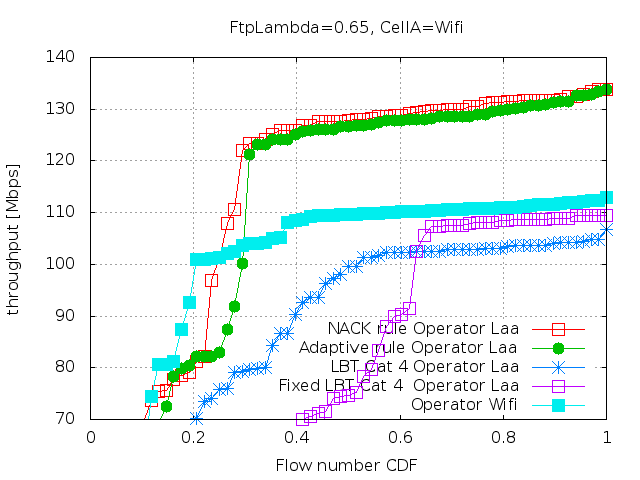 FtpLambda=0.65, CellA=Wifi
140
130
120
110
100
90
80
70
throughput [Mbps]
NACK rule Operator Laa
Adaptive rule Operator Laa
LBT Cat 4 Operator Laa
Fixed LBT Cat 4  Operator Laa
Operator Wifi
0
0.2
0.4
0.6
0.8
1
Flow number CDF